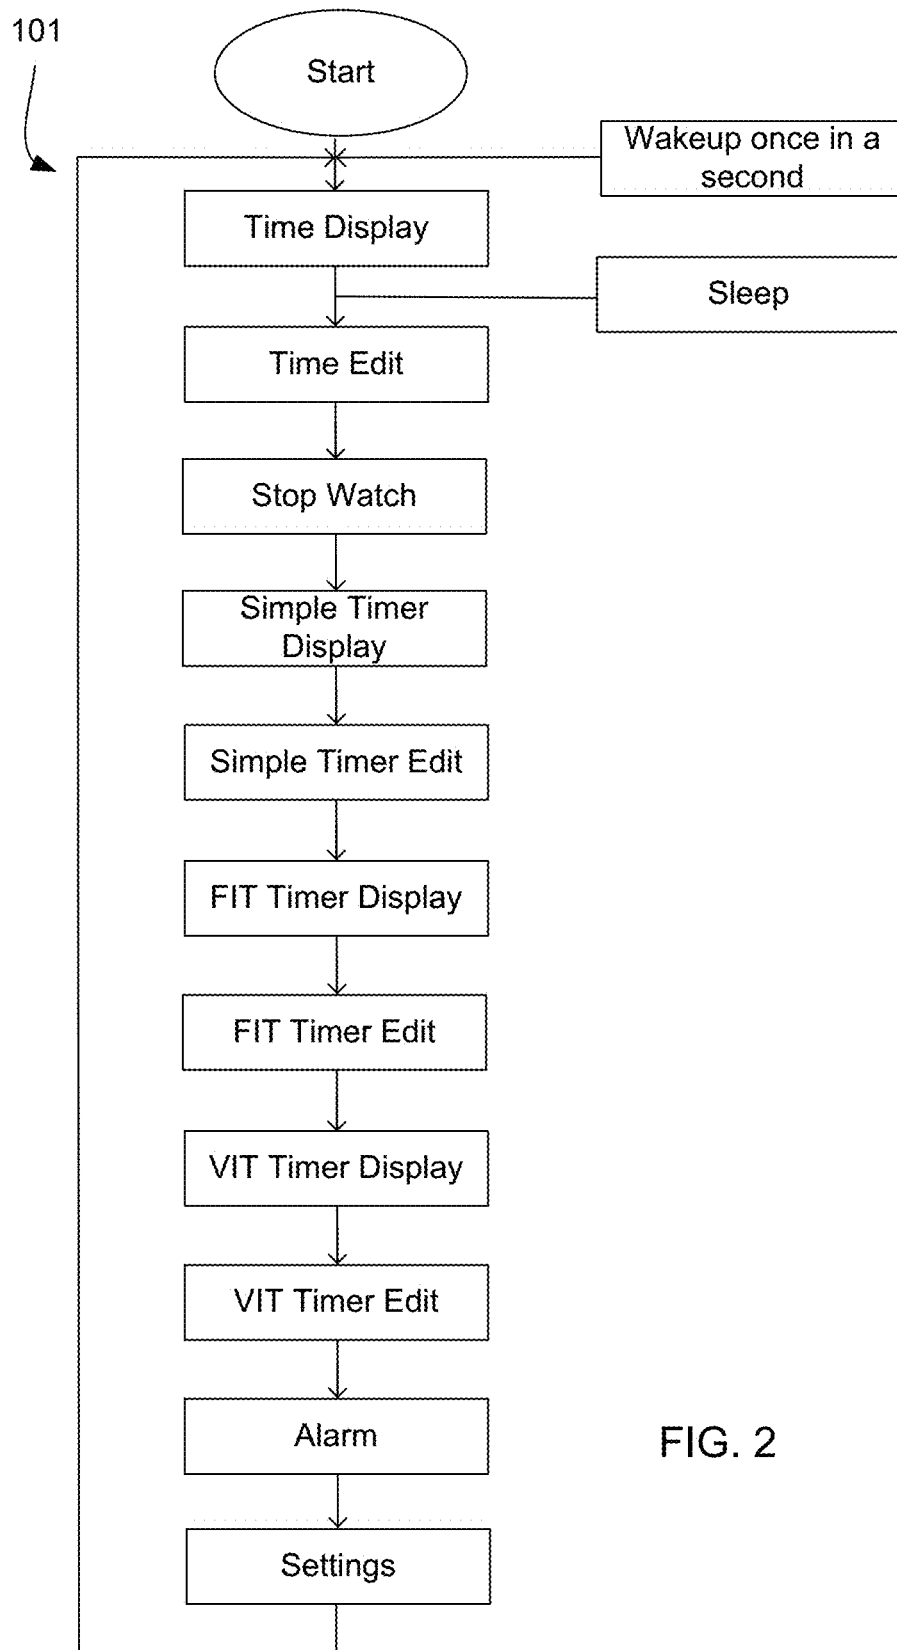 101
Start
Wakeup once in a
second
Time Display
Sleep
Time Edit
Stop Watch
Simple Timer
Display
Simple Timer Edit
FIT Timer Display
FIT Timer Edit
VIT Timer Display
VIT Timer Edit
Alarm
FIG. 2
Settings